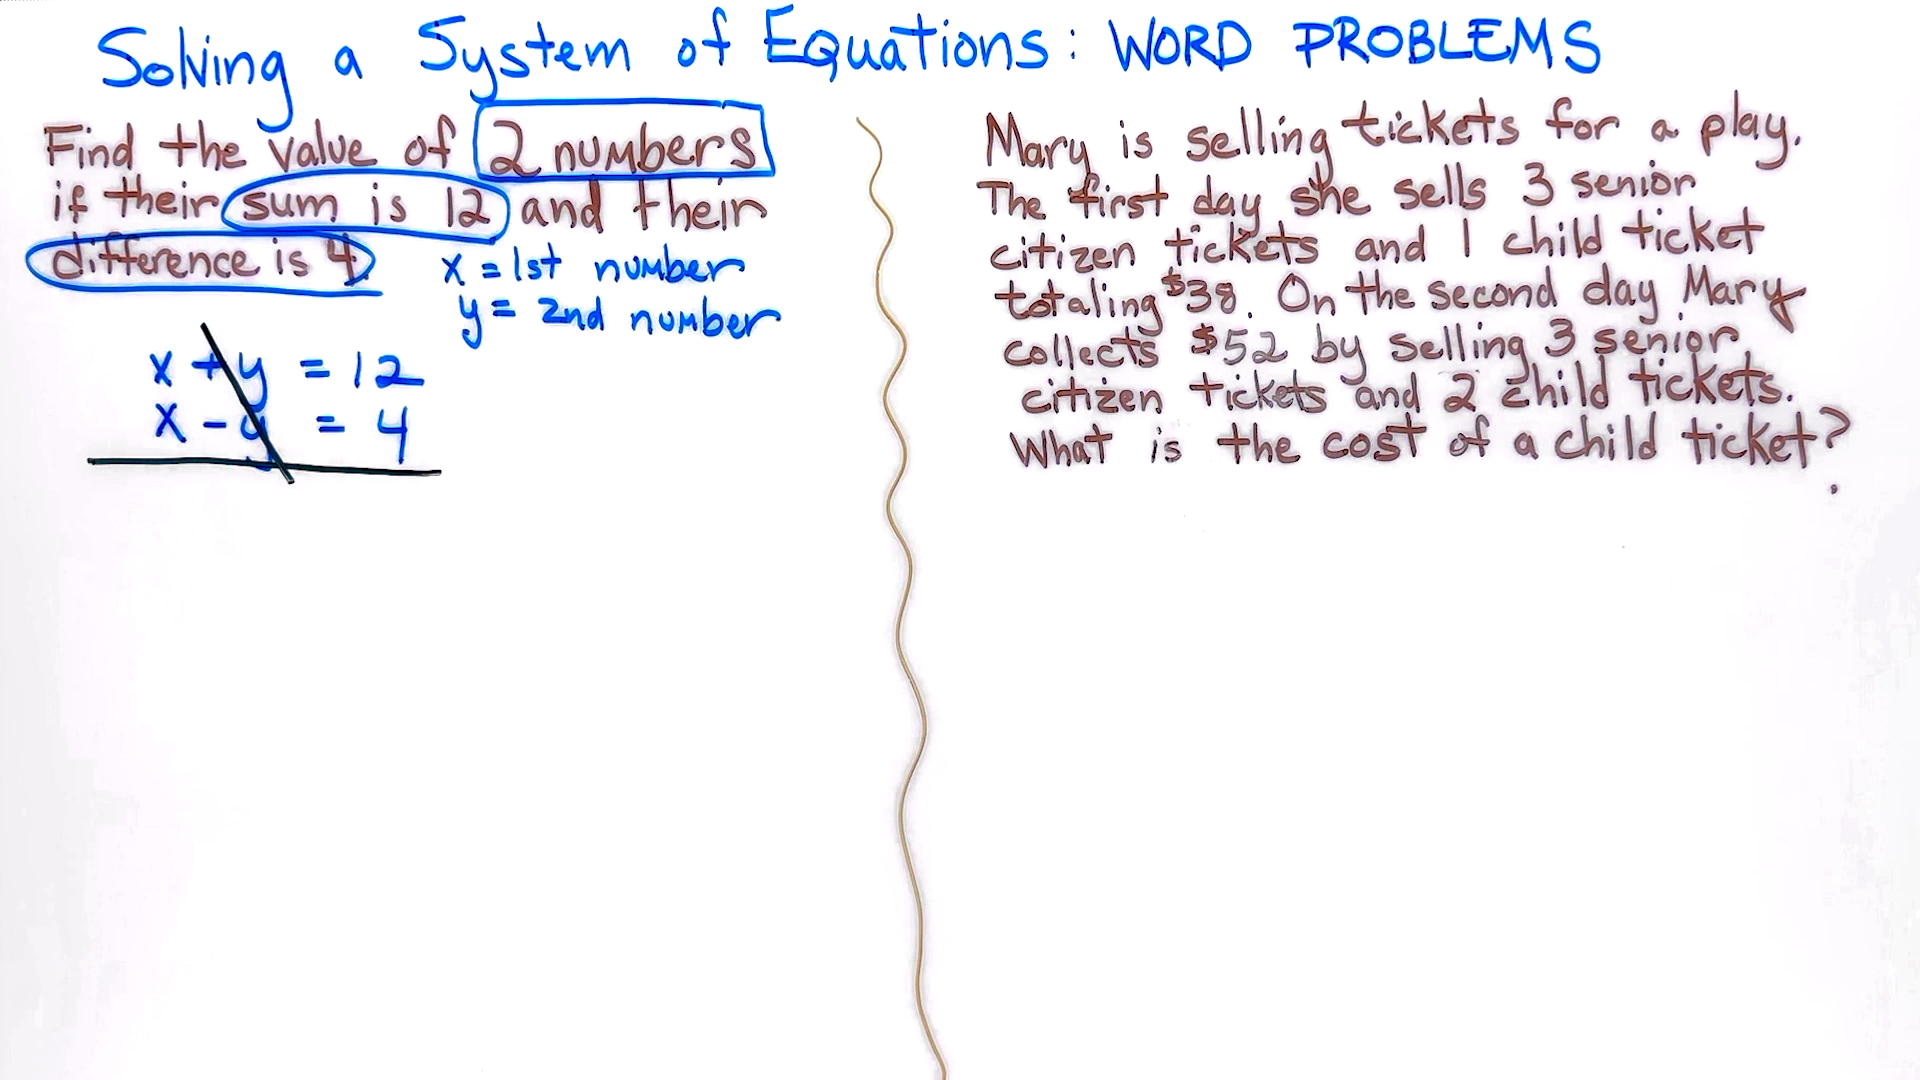 Solving a System of Equations: WORD PROBLEMS
Find the value of 2 numbers
if their sum is 12 and their
difference is 4.
x = 1st number
y = 2nd number
x + y = 12
x - y = 4
Mary is selling tickets for a play.
The first day she sells 3 senior
citizen tickets and 1 child ticket
totaling $38. On the second day Mary
collects $52 by selling 3 senior
citizen tickets and 2 child tickets.
What is the cost of a child ticket?